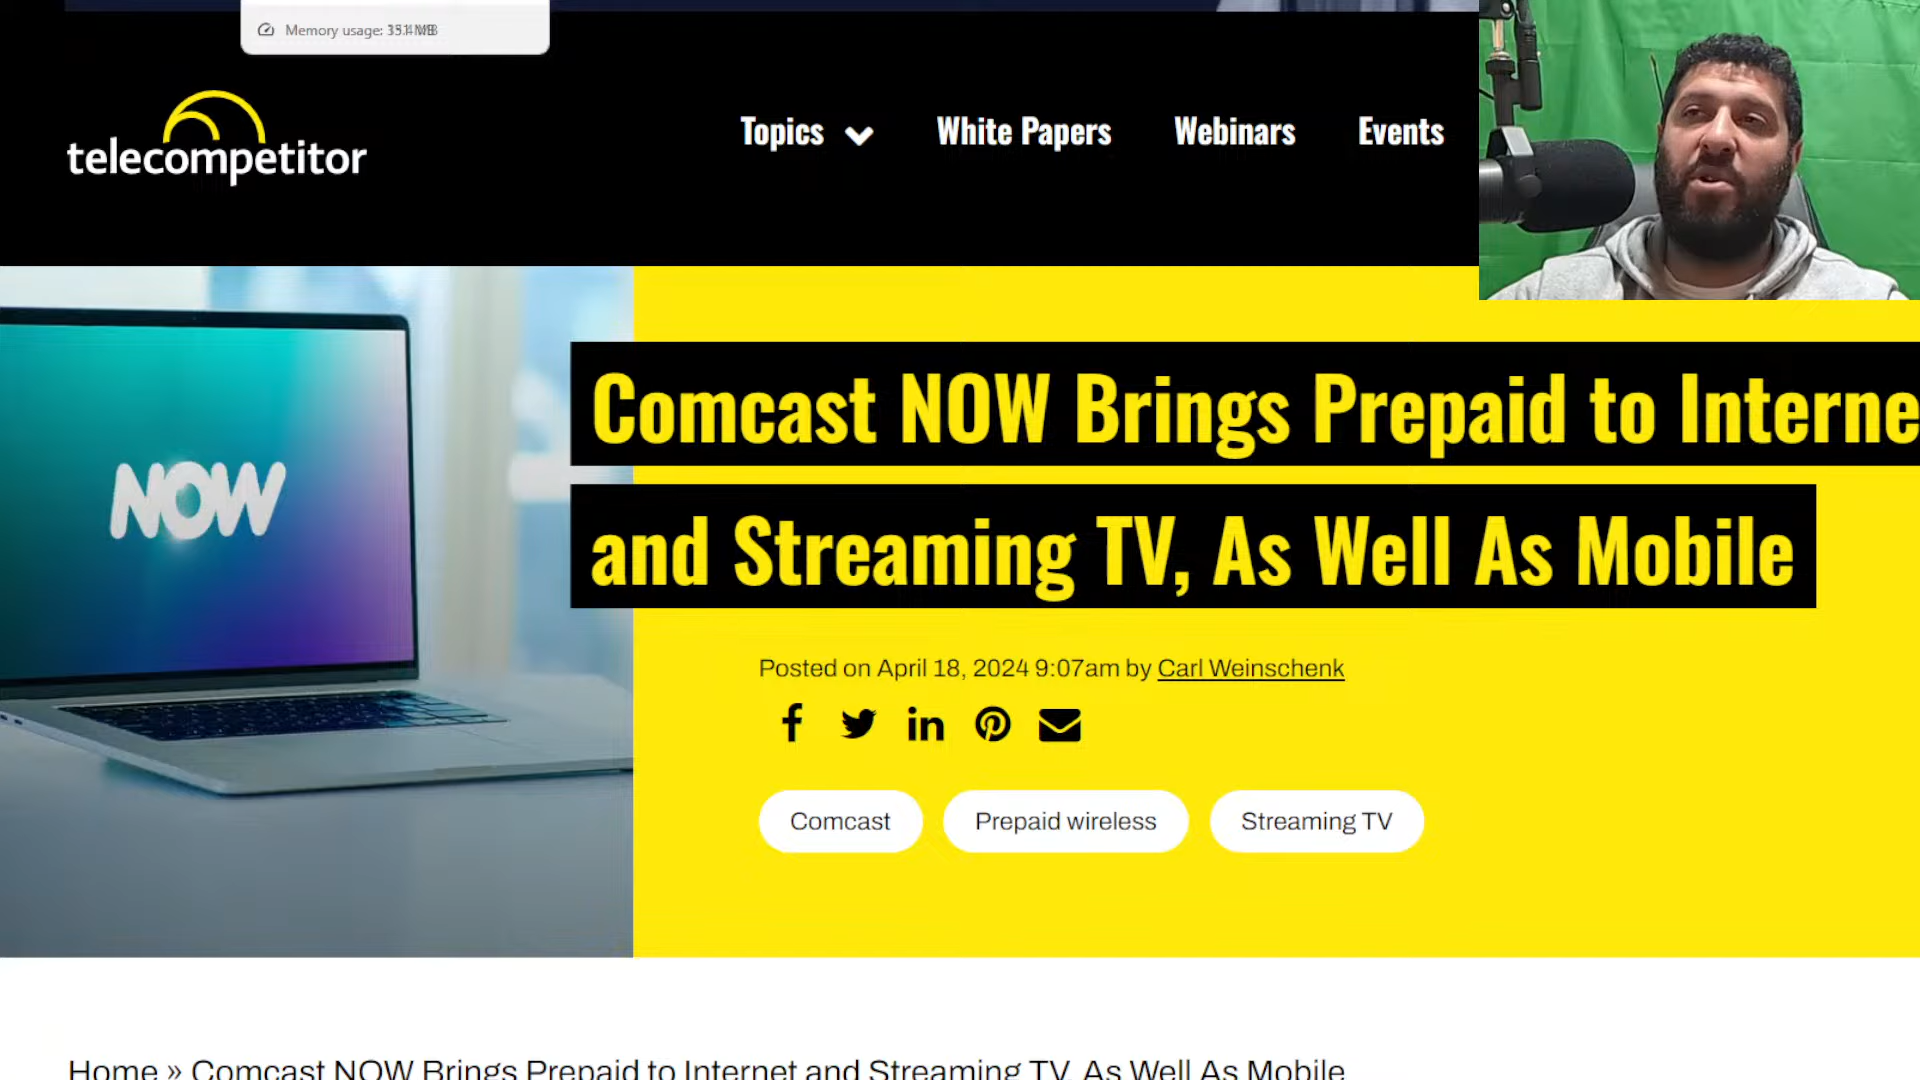 Memory usage:
telecompetitor
Topics
White Papers
Webinars
Events
NOW
Comcast NOW Brings Prepaid to Interne
and Streaming TV, As Well As Mobile
Posted on April 18, 2024 9:07am by Carl Weinschenk
Comcast
Prepaid wireless
Streaming TV
Home » Comcast NOW Brings Prepaid to Internet and Streaming TV, As Well As Mobile